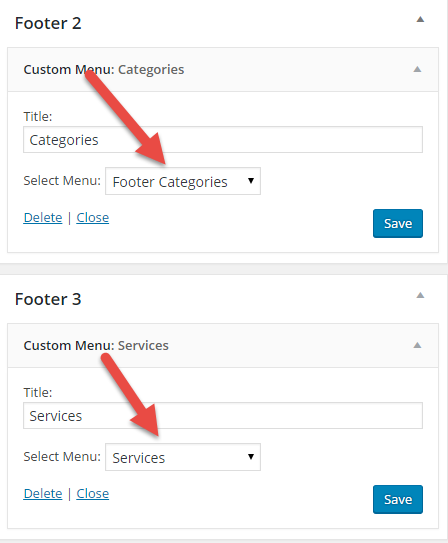 Footer 2
Custom Menu: Categories
Title:
Categories
Select Menu: Footer Categories
Delete | Close Save
Footer 3
Custom Menu: Services
Title:
Services
Select Menu: Services
Delete | Close Save